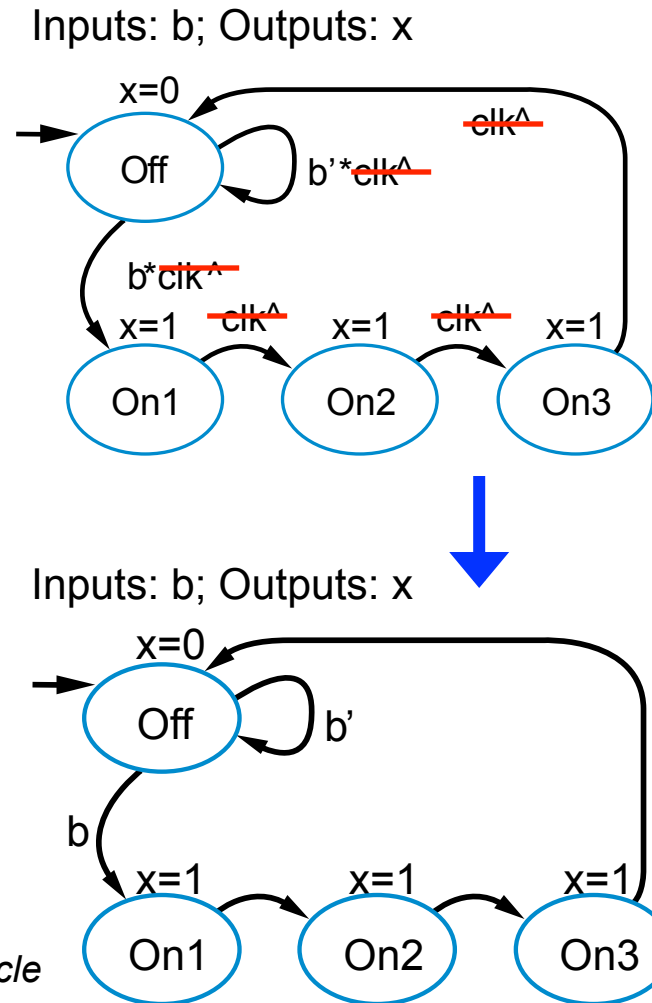 Inputs: b; Outputs: x
x=0
clk^
Off
b’*clk^
b*clk^
x=1
clk^
x=1
clk^
x=1
On1
On2
On3
Inputs: b; Outputs: x
x=0
Off
b’
b
x=1
x=1
x=1
On1
On2
On3
cle